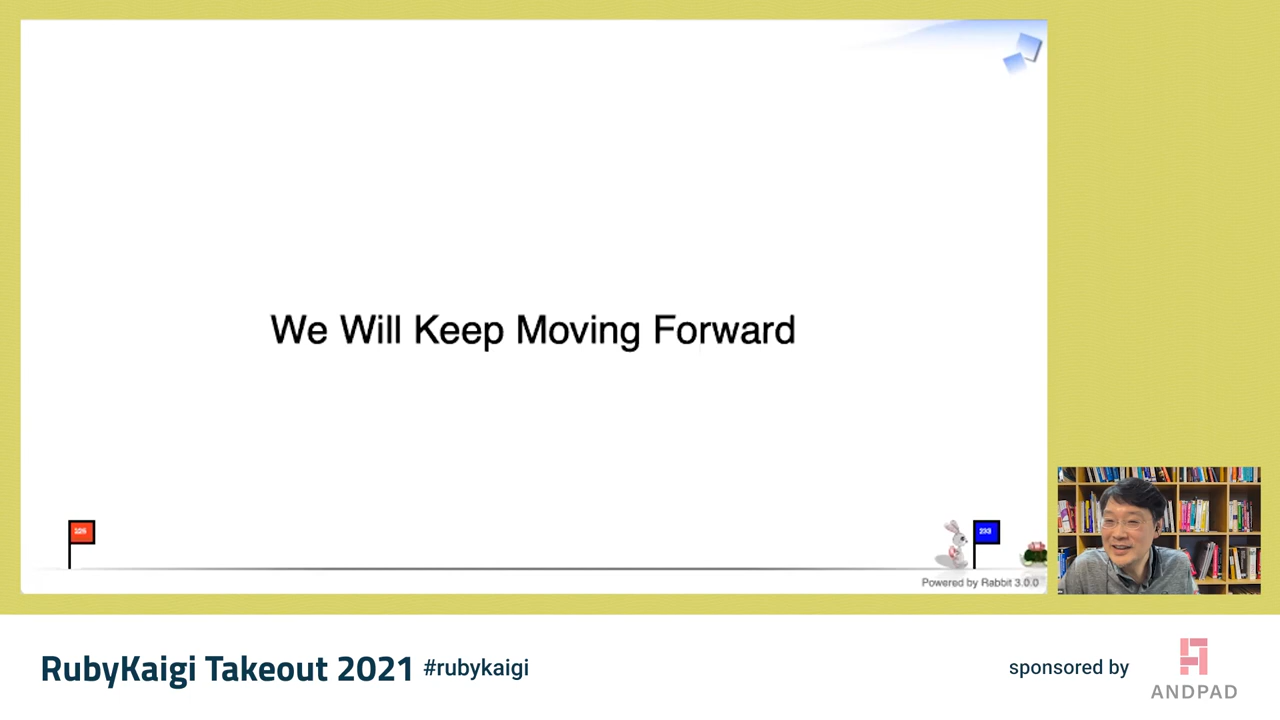 We Will Keep Moving Forward
Powered by Rabbit 3.0.0
RubyKaigi Takeout 2021 #rubykaigi
sponsored by
ANDPAD